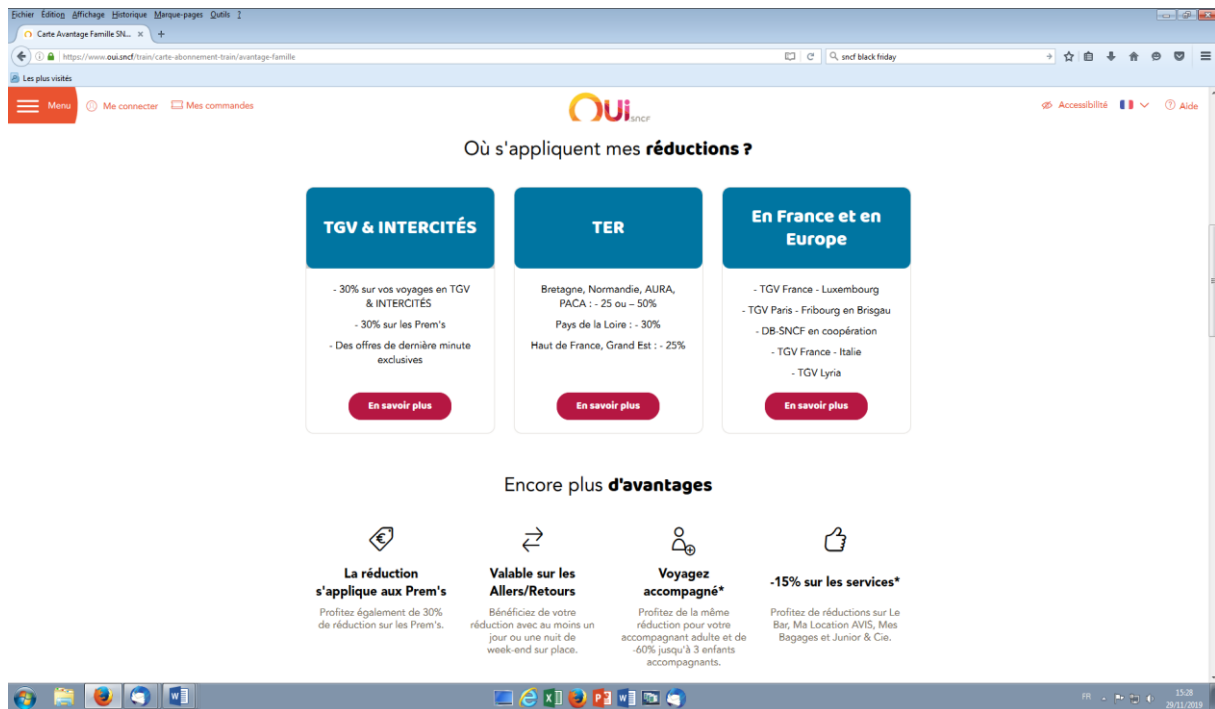 Fichier Édition Affichage Historique Marque-pages Outils ?
Carte Avantage Famille SN... × +
https://www.oui.sncf/train/carte-abonnement-train/avantage-famille
sncf black friday
Les plus visités
Menu Me connecter Mes commandes
OUi.sncf
Accessibilité Aide
Où s'appliquent mes réductions ?
TGV & INTERCITÉS
- 30% sur vos voyages en TGV
& INTERCITÉS
- 30% sur les Prem's
- Des offres de dernière minute
exclusives
En savoir plus
TER
Bretagne, Normandie, AURA,
PACA : - 25 ou – 50%
Pays de la Loire : - 30%
Haut de France, Grand Est : - 25%
En savoir plus
En France et en
Europe
- TGV France - Luxembourg
- TGV Paris - Fribourg en Brisgau
- DB-SNCF en coopération
- TGV France - Italie
- TGV Lyria
En savoir plus
Encore plus d'avantages
La réduction
s'applique aux Prem's
Profitez également de 30%
de réduction sur les Prem's.
Valable sur les
Allers/Retours
Bénéficiez de votre
réduction avec au moins un
jour ou une nuit de
week-end sur place.
Voyagez
accompagné*
Profitez de la même
réduction pour votre
accompagnant adulte et de
-60% jusqu'à 3 enfants
accompagnants.
-15% sur les services*
Profitez de réductions sur Le
Bar, Ma Location AVIS, Mes
Bagages et Junior & Cie.
FR
15:28
29/11/2019